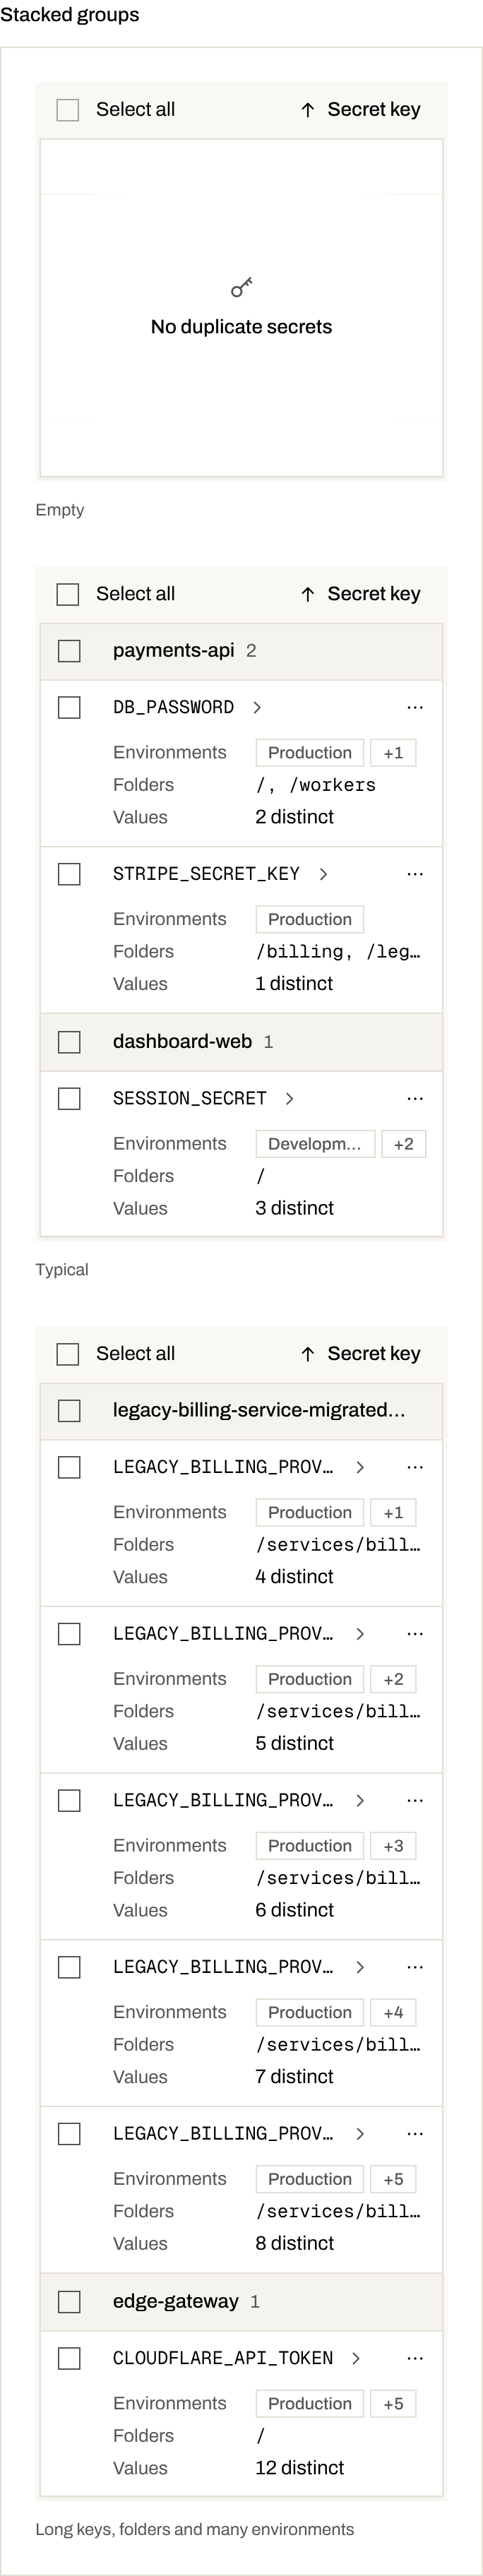 Stacked groups
Select all ↑ Secret key
No duplicate secrets
Empty
Select all ↑ Secret key
payments-api 2
DB_PASSWORD > ...
Environments Production +1
Folders /, /workers
Values 2 distinct
STRIPE_SECRET_KEY > ...
Environments Production
Folders /billing, /leg…
Values 1 distinct
dashboard-web 1
SESSION_SECRET > ...
Environments Developm... +2
Folders /
Values 3 distinct
Typical
Select all ↑ Secret key
legacy-billing-service-migrated...
LEGACY_BILLING_PROV… > ...
Environments Production +1
Folders /services/bill…
Values 4 distinct
LEGACY_BILLING_PROV… > ...
Environments Production +2
Folders /services/bill…
Values 5 distinct
LEGACY_BILLING_PROV… > ...
Environments Production +3
Folders /services/bill…
Values 6 distinct
LEGACY_BILLING_PROV… > ...
Environments Production +4
Folders /services/bill…
Values 7 distinct
LEGACY_BILLING_PROV… > ...
Environments Production +5
Folders /services/bill…
Values 8 distinct
edge-gateway 1
CLOUDFLARE_API_TOKEN > ...
Environments Production +5
Folders /
Values 12 distinct
Long keys, folders and many environments